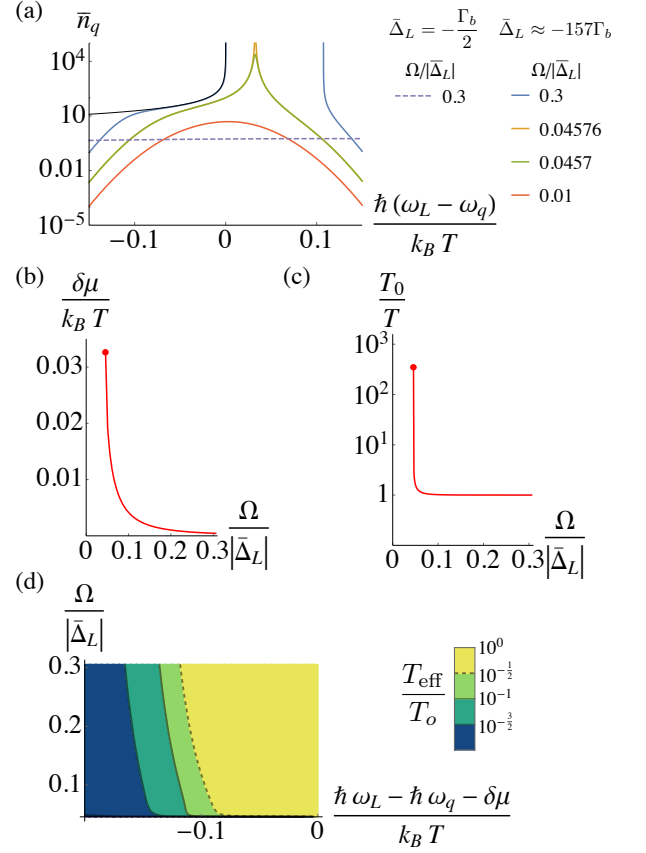 (a)
n̄_q
10^4
10
0.01
10^-5
-0.1 0 0.1
ħ (ω_L − ω_q)
k_B T
Δ̄_L = −Γ_b/2 Δ̄_L ≈ −157Γ_b
Ω/|Δ̄_L| Ω/|Δ̄_L|
0.3 0.3
0.04576
0.0457
0.01
(b)
δμ
k_B T
0.03
0.02
0.01
0 0.1 0.2 0.3
Ω
|Δ̄_L|
(c)
T_0
T
10^3
10^2
10^1
1
0 0.1 0.2 0.3
Ω
|Δ̄_L|
(d)
Ω
|Δ̄_L|
0.3
0.2
0.1
−0.1 0
ħ ω_L − ħ ω_q − δμ
k_B T
T_eff
T_o
10^0
10^-1/2
10^-1
10^-3/2